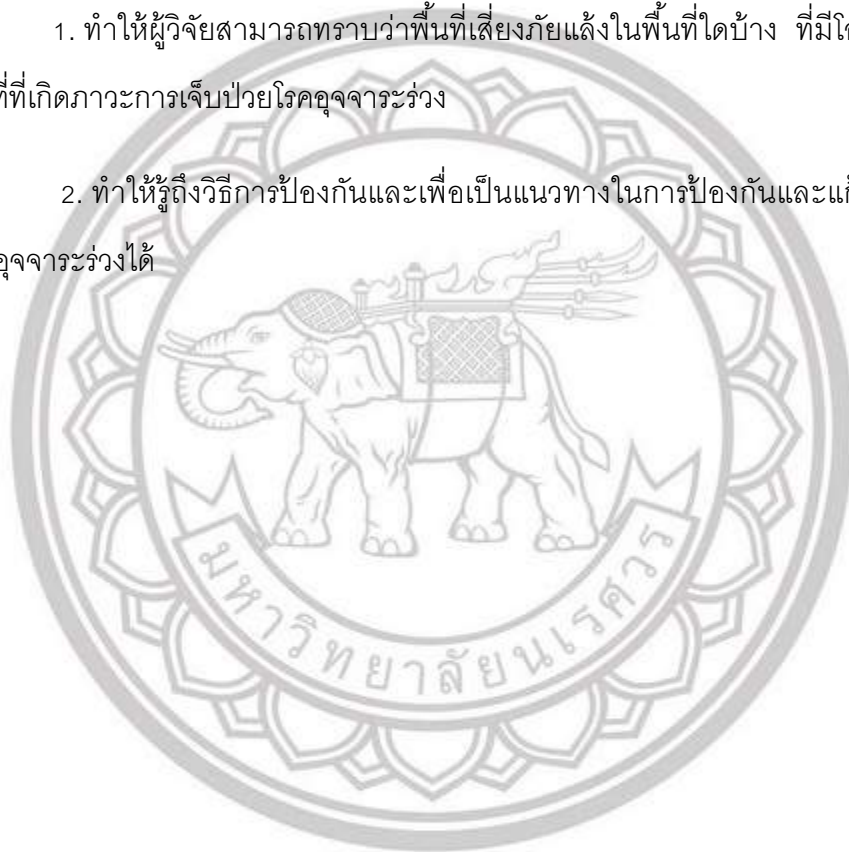 1. ทำให้ผู้วิจัยสามารถทราบว่าพื้นที่เสี่ยงภัยแล้งในพื้นที่ใดบ้าง ที่มี
ที่เกิดภาวะการเจ็บป่วยโรคอุจจาระร่วง
2. ทำให้รู้ถึงวิธีการป้องกันและเพื่อเป็นแนวทางในการป้องกันและ
อุจจาระร่วงได้
มหาวิทยาลัยนเรศวร